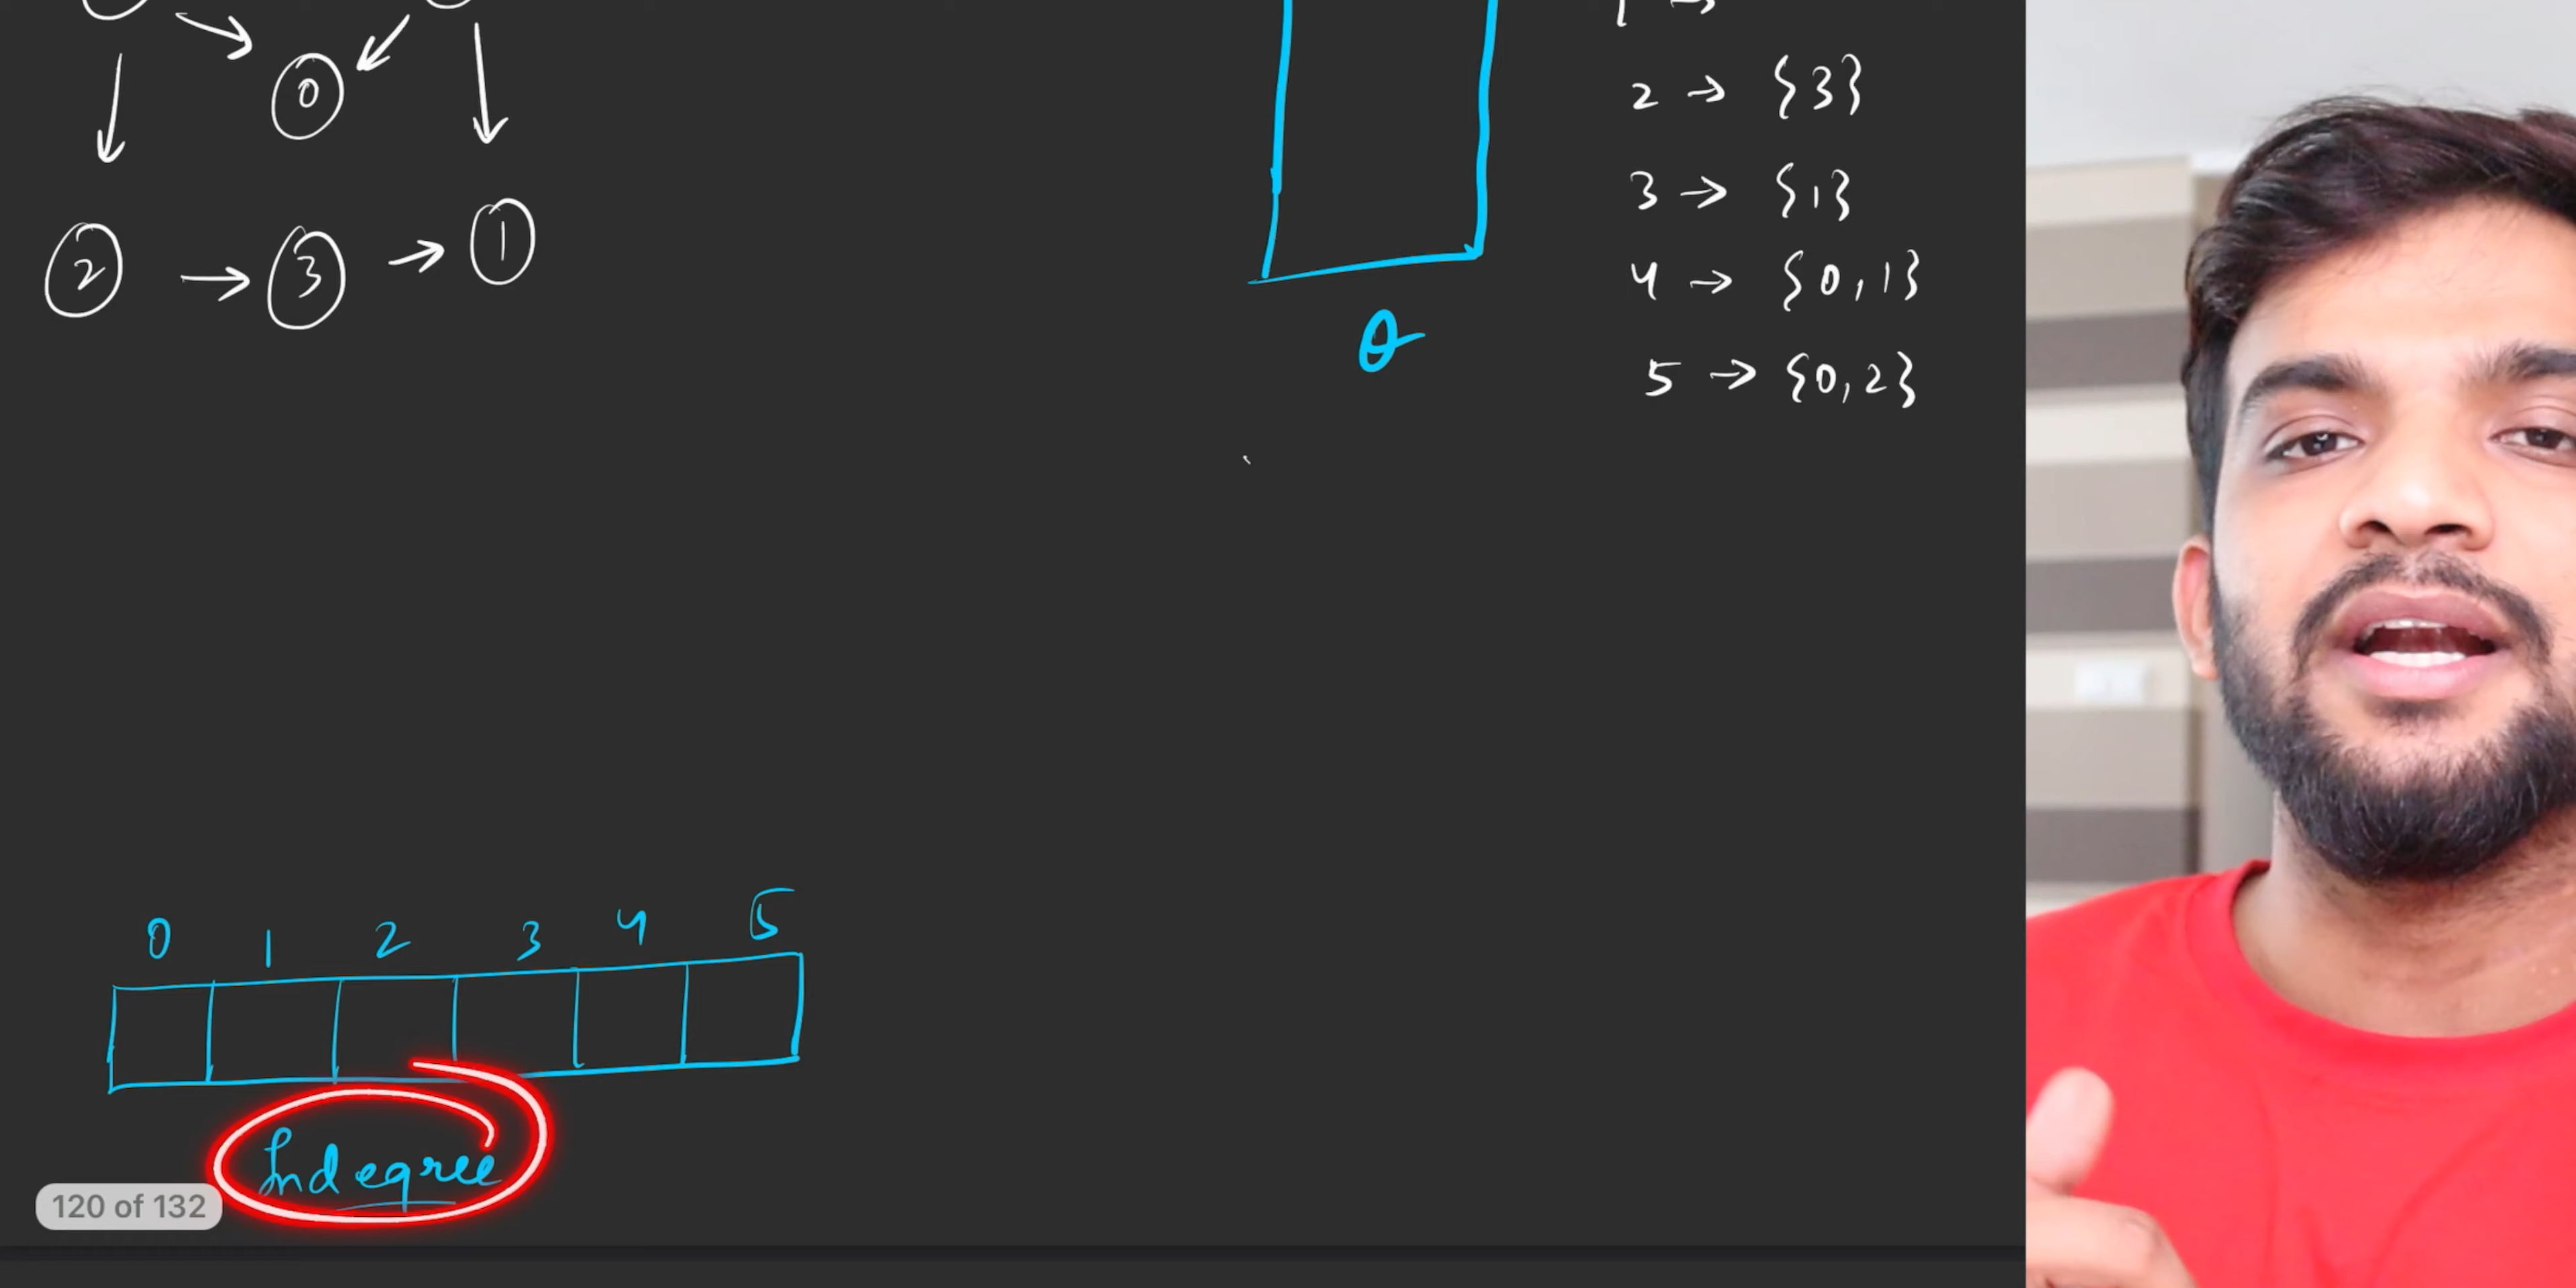 0
2 → 3 → 1
1 →
2 → {3}
3 → {1}
4 → {0,1}
5 → {0,2}
Q
0 1 2 3 4 5
Indegree
120 of 132